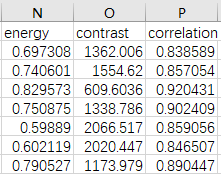 N O P
energy contrast correlation
0.697308 1362.006 0.838589
0.740601 1554.62 0.857054
0.829573 609.6036 0.920431
0.750875 1338.786 0.902409
0.59889 2066.517 0.859056
0.602119 2020.447 0.846507
0.790527 1173.979 0.890447